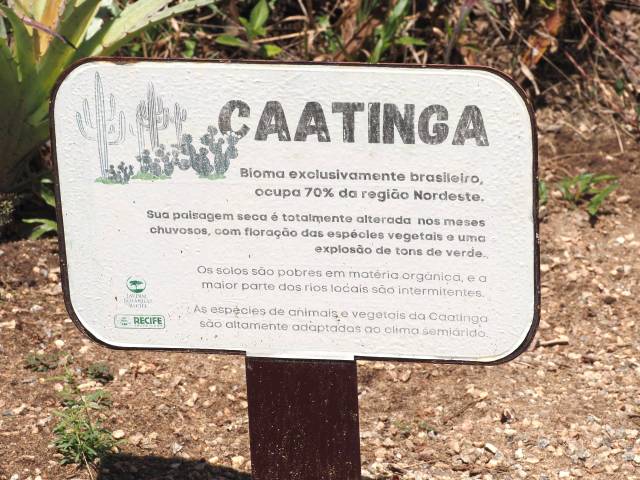 CAATINGA
Bioma exclusivamente brasileiro,
ocupa 70% da região Nordeste.
Sua paisagem seca é totalmente alterada nos meses
chuvosos, com floração das espécies vegetais e uma
explosão de tons de verde.
Os solos são pobres em matéria orgânica, e a
maior parte dos rios locais são intermitentes.
As espécies de animais e vegetais da Caatinga
são altamente adaptadas ao clima semiárido.
JARDIM
BOTÂNICO
RECIFE